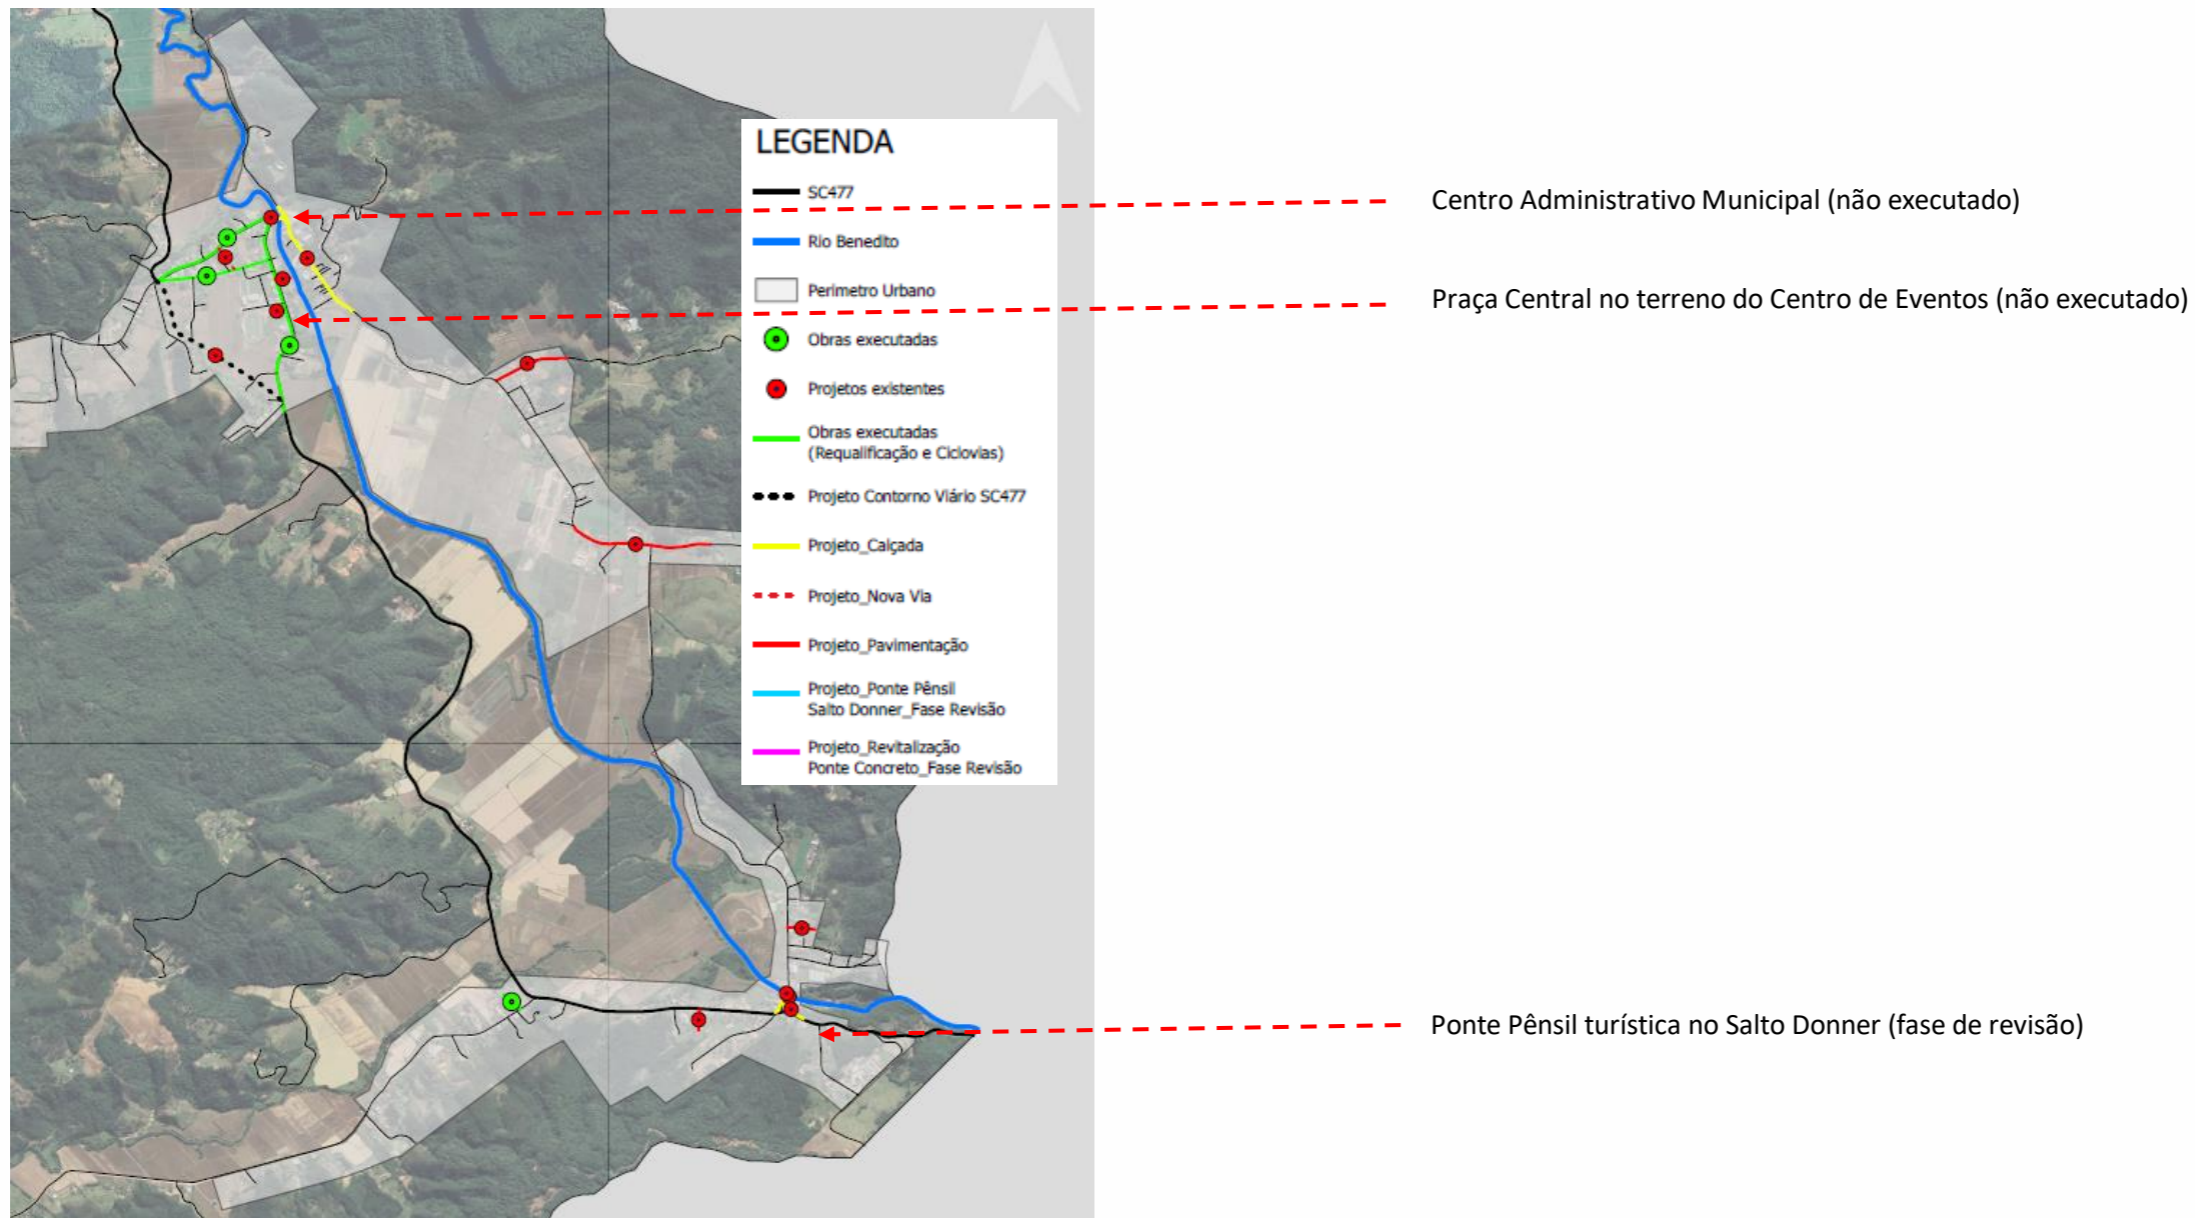 LEGENDA
SC477
Rio Benedito
Perimetro Urbano
Obras executadas
Projetos existentes
Obras executadas
(Requalificação e Ciclovias)
Projeto Contorno Viário SC477
Projeto_Calçada
Projeto_Nova Via
Projeto_Pavimentação
Projeto_Ponte Pênsil
Salto Donner_Fase Revisão
Projeto_Revitalização
Ponte Concreto_Fase Revisão
Centro Administrativo Municipal (não executado)
Praça Central no terreno do Centro de Eventos (não executado)
Ponte Pênsil turística no Salto Donner (fase de revisão)